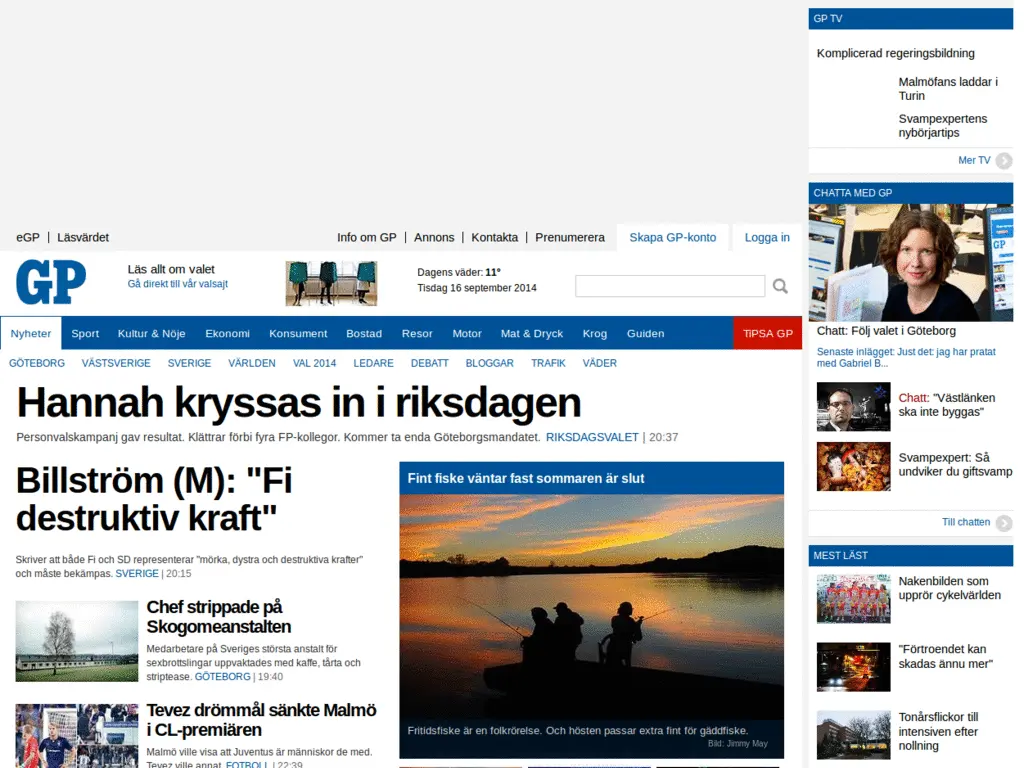 eGP | Läsvärdet
Info om GP | Annons | Kontakta | Prenumerera
Skapa GP-konto
Logga in
GP
Läs allt om valet
Gå direkt till vår valsajt
Dagens väder: 11°
Tisdag 16 september 2014
Nyheter Sport Kultur & Nöje Ekonomi Konsument Bostad Resor Motor Mat & Dryck Krog Guiden TIPSA GP
GÖTEBORG VÄSTSVERIGE SVERIGE VÄRLDEN VAL 2014 LEDARE DEBATT BLOGGAR TRAFIK VÄDER
Hannah kryssas in i riksdagen
Personvalskampanj gav resultat. Klättrar förbi fyra FP-kollegor. Kommer ta enda Göteborgsmandatet. RIKSDAGSVALET | 20:37
Billström (M): "Fi
destruktiv kraft"
Skriver att både Fi och SD representerar "mörka, dystra och destruktiva krafter"
och måste bekämpas. SVERIGE | 20:15
Chef strippade på
Skogomeanstalten
Medarbetare på Sveriges största anstalt för
sexbrottslingar uppvaktades med kaffe, tårta och
striptease. GÖTEBORG | 19:40
Tevez drömmål sänkte Malmö
i CL-premiären
Malmö ville visa att Juventus är människor de med.
Tevez ville annat. FOTBOLL | 22:39
Fint fiske väntar fast sommaren är slut
Fritidsfiske är en folkrörelse. Och hösten passar extra fint för gäddfiske.
Bild: Jimmy May
GP TV
Komplicerad regeringsbildning
Malmöfans laddar i
Turin
Svampexpertens
nybörjartips
Mer TV
CHATTA MED GP
Chatt: Följ valet i Göteborg
Senaste inlägget: Just det: jag har pratat
med Gabriel B...
Chatt: "Västlänken
ska inte byggas"
Svampexpert: Så
undviker du giftsvamp
Till chatten
MEST LÄST
Nakenbilden som
upprör cykelvärlden
"Förtroendet kan
skadas ännu mer"
Tonårsflickor till
intensiven efter
nollning